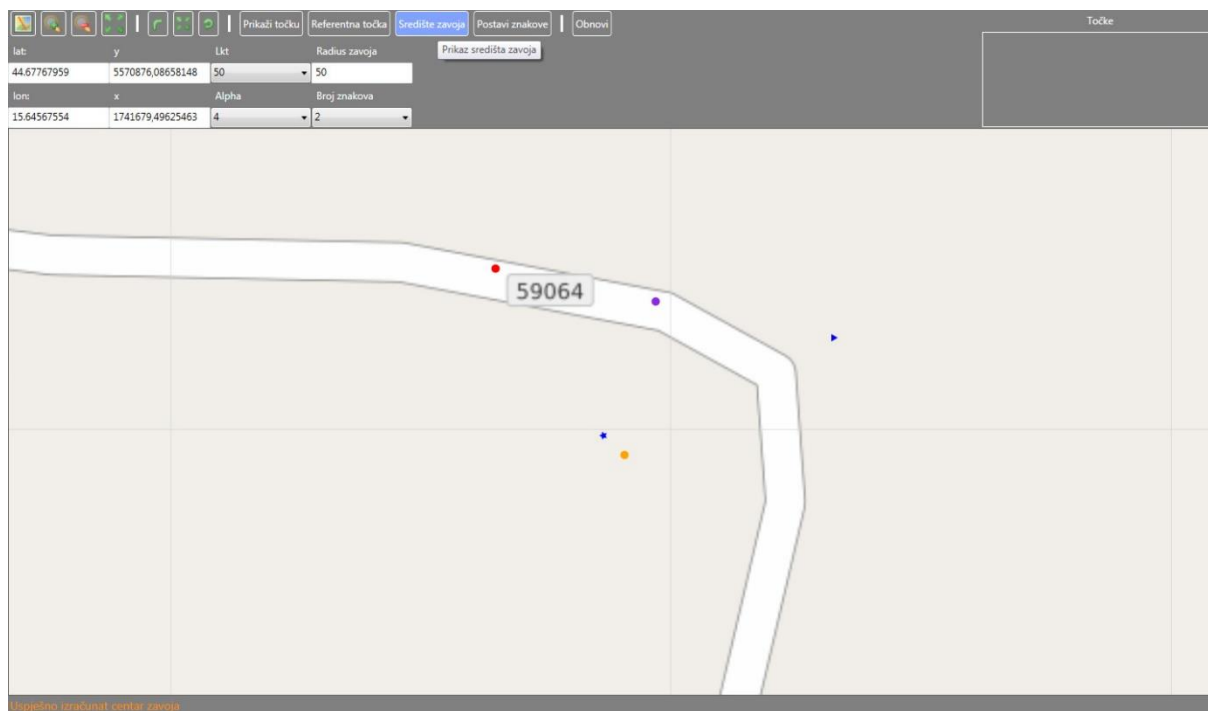 Prikaži točku Referentna točka Središte zavoja Postavi znakove Obnovi Točke
lat: y Lkt Radius zavoja Prikaz središta zavoja
44.67767959 5570876,08658148 50 50
lon: x Alpha Broj znakova
15.64567554 1741679,49625463 4 2
59064
Uspješno izračunat centar zavoja